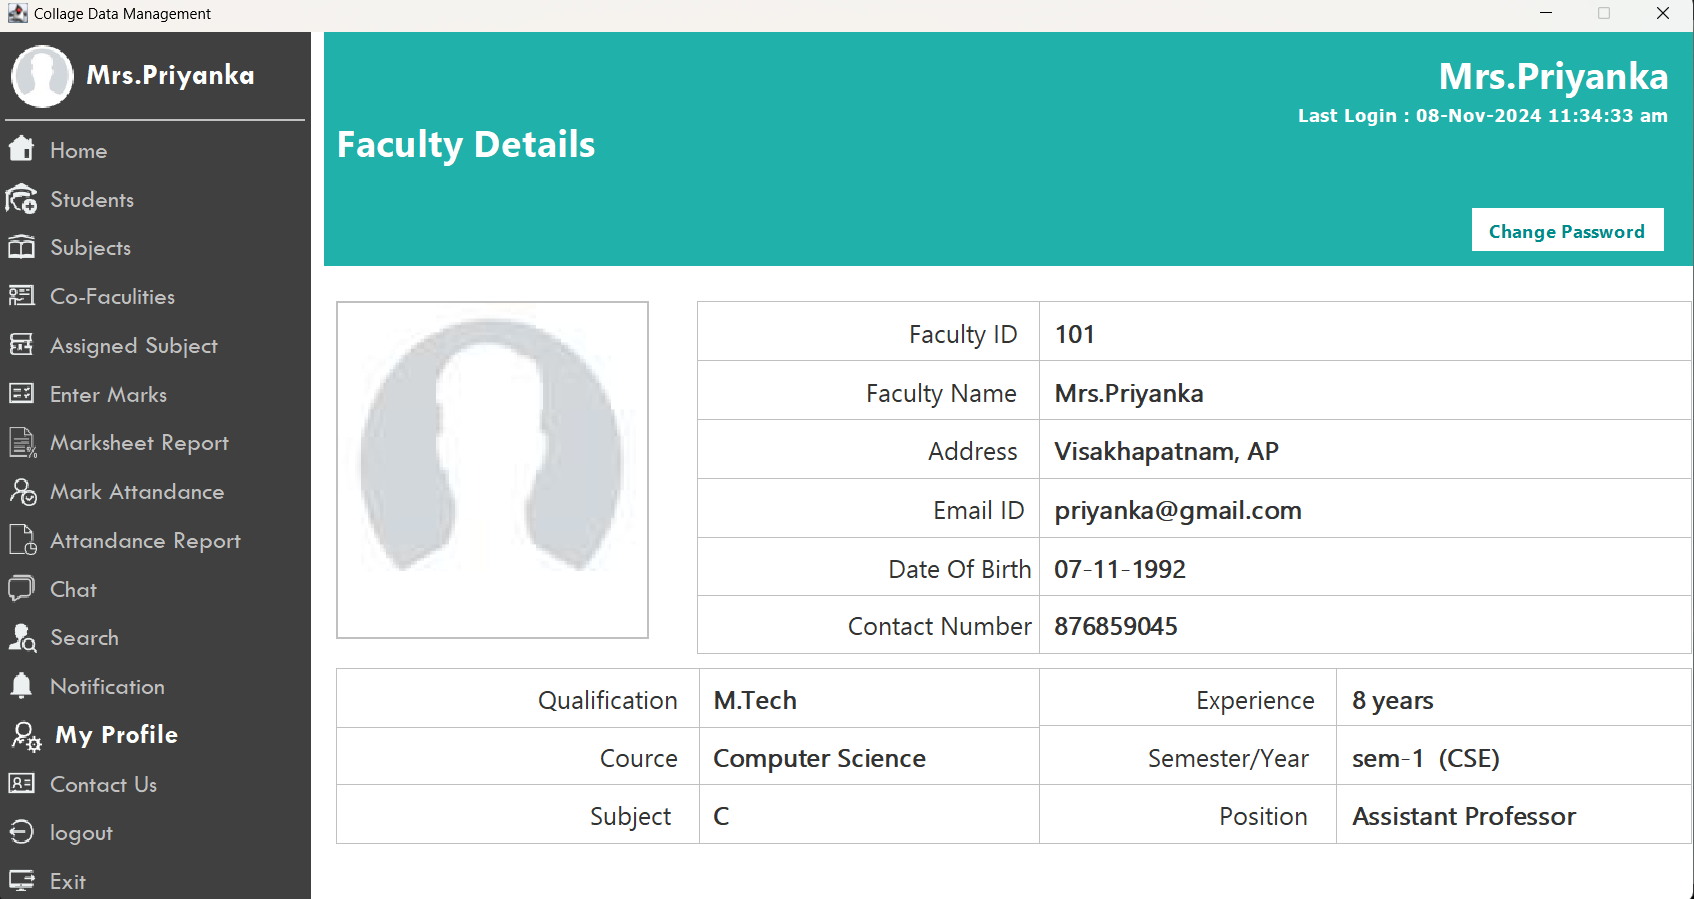 Collage Data Management
Mrs.Priyanka
Home
Students
Subjects
Co-Faculities
Assigned Subject
Enter Marks
Marksheet Report
Mark Attandance
Attandance Report
Chat
Search
Notification
My Profile
Contact Us
logout
Exit
Mrs.Priyanka
Last Login : 08-Nov-2024 11:34:33 am
Faculty Details
Change Password
Faculty ID 101
Faculty Name Mrs.Priyanka
Address Visakhapatnam, AP
Email ID priyanka@gmail.com
Date Of Birth 07-11-1992
Contact Number 876859045
Qualification M.Tech Experience 8 years
Cource Computer Science Semester/Year sem-1 (CSE)
Subject C Position Assistant Professor